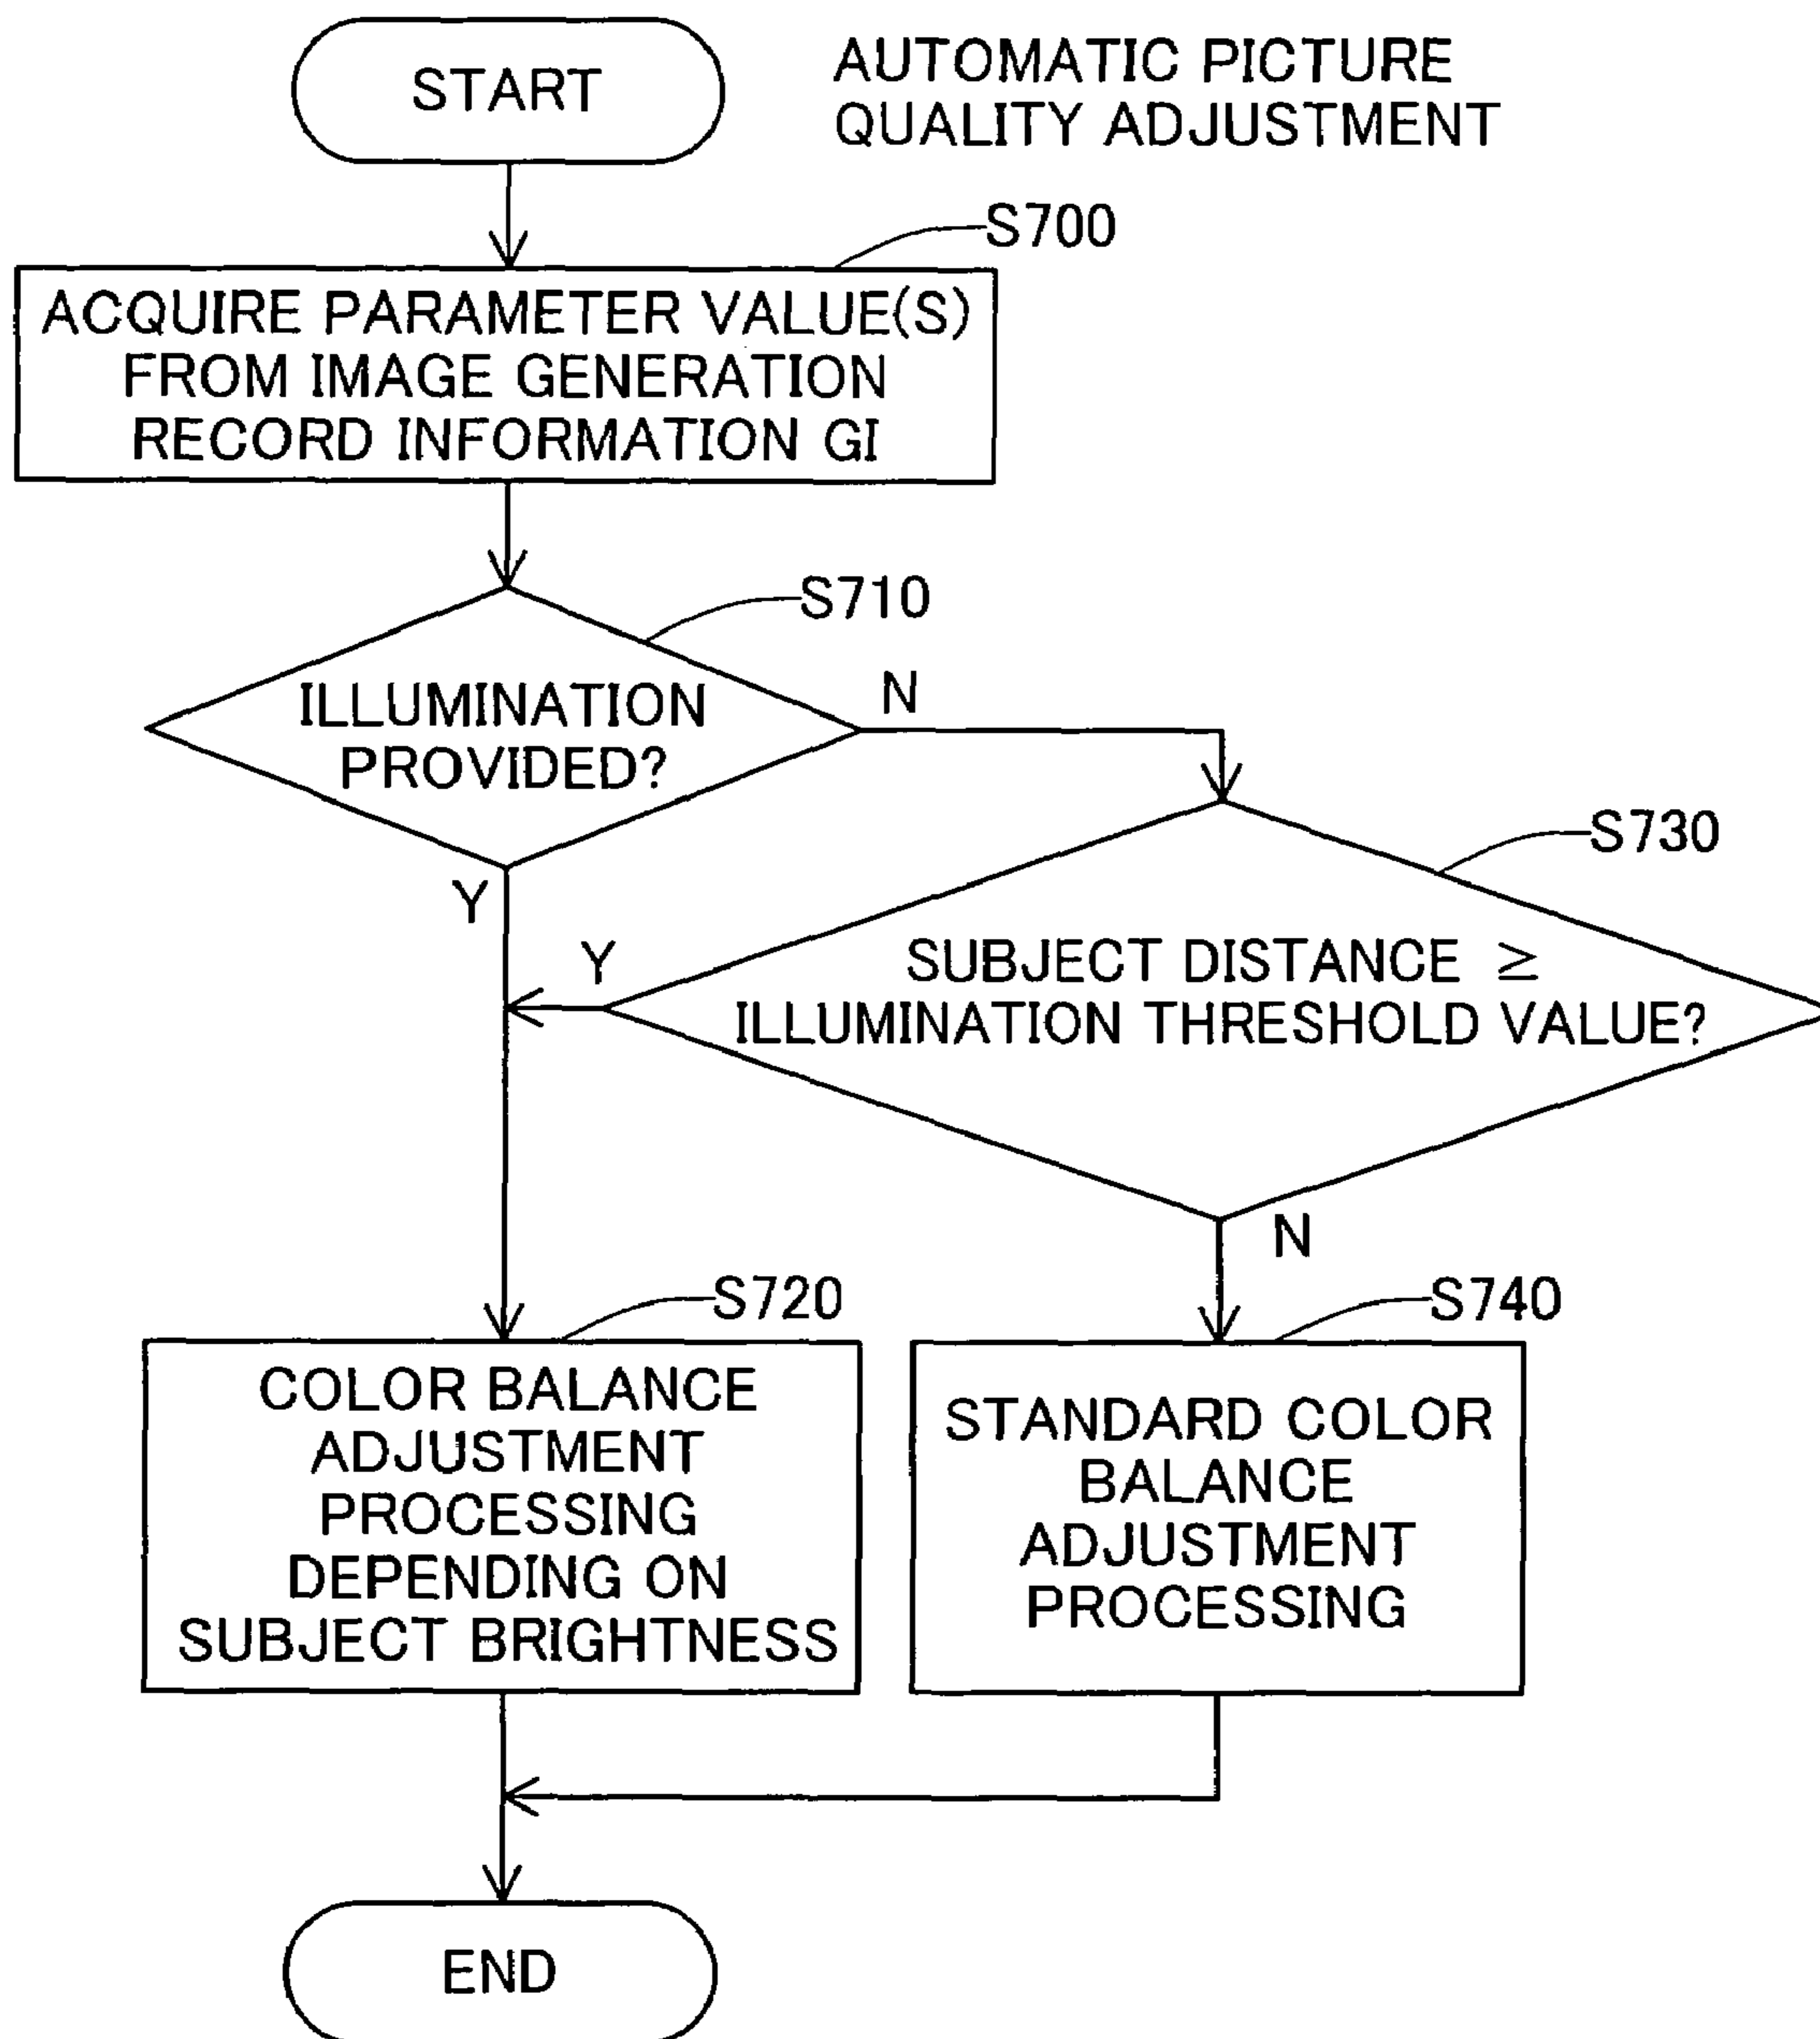 START
AUTOMATIC PICTURE
QUALITY ADJUSTMENT
S700
ACQUIRE PARAMETER VALUE(S)
FROM IMAGE GENERATION
RECORD INFORMATION GI
S710
ILLUMINATION
PROVIDED?
N
Y
S730
SUBJECT DISTANCE ≥
ILLUMINATION THRESHOLD VALUE?
Y
N
S720
COLOR BALANCE
ADJUSTMENT
PROCESSING
DEPENDING ON
SUBJECT BRIGHTNESS
S740
STANDARD COLOR
BALANCE
ADJUSTMENT
PROCESSING
END